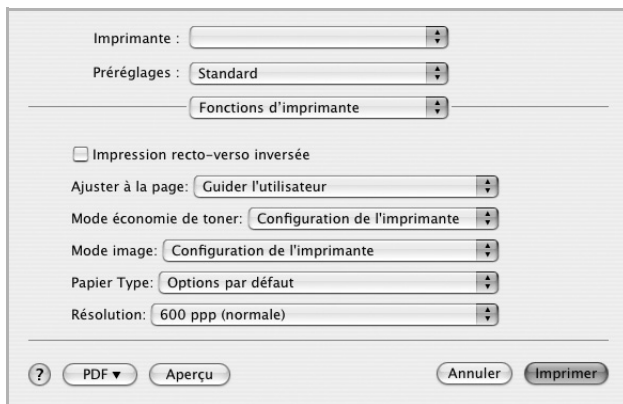 Imprimante :
Préréglages : Standard
Fonctions d'imprimante
Impression recto-verso inversée
Ajuster à la page: Guider l'utilisateur
Mode économie de toner: Configuration de l'imprimante
Mode image: Configuration de l'imprimante
Papier Type: Options par défaut
Résolution: 600 ppp (normale)
? PDF ▼ Aperçu Annuler Imprimer